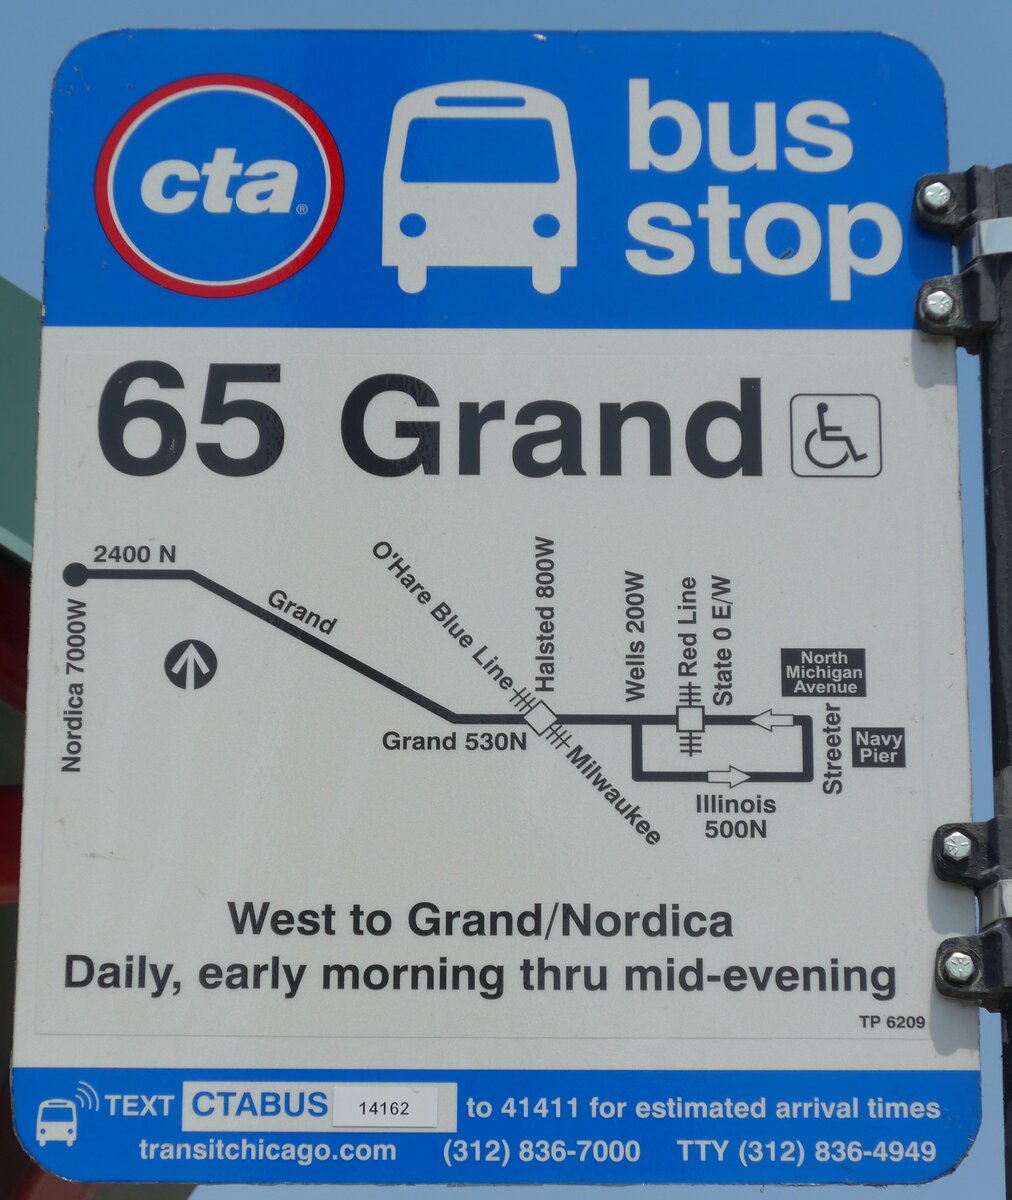 cta®
bus
stop
65 Grand
2400 N
Nordica 7000W
Grand
O'Hare Blue Line
Halsted 800W
Wells 200W
Red Line
State 0 E/W
North
Michigan
Avenue
Grand 530N
Milwaukee
Streeter
Navy
Pier
Illinois
500N
West to Grand/Nordica
Daily, early morning thru mid-evening
TP 6209
TEXT CTABUS 14162 to 41411 for estimated arrival times
transitchicago.com (312) 836-7000 TTY (312) 836-4949